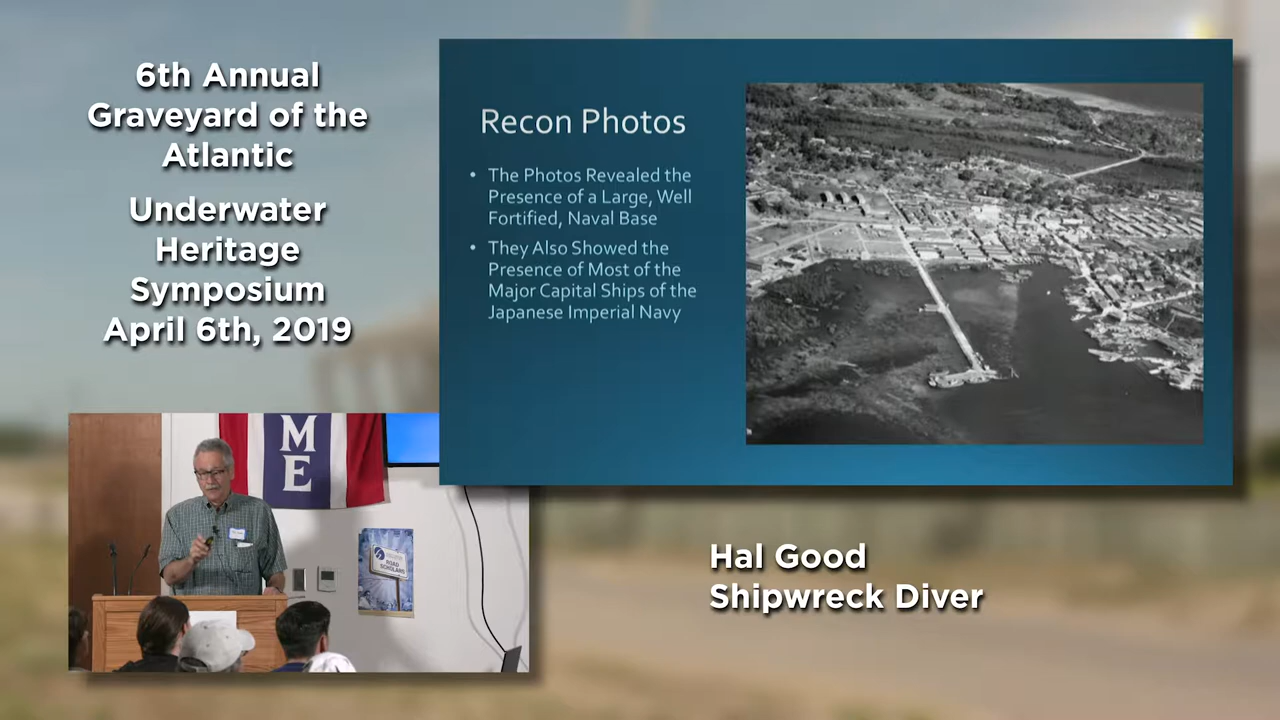 6th Annual
Graveyard of the
Atlantic
Underwater
Heritage
Symposium
April 6th, 2019
Recon Photos
• The Photos Revealed the
Presence of a Large, Well
Fortified, Naval Base
• They Also Showed the
Presence of Most of the
Major Capital Ships of the
Japanese Imperial Navy
M
E
ROAD
SCHOLARS
Hal Good
Shipwreck Diver